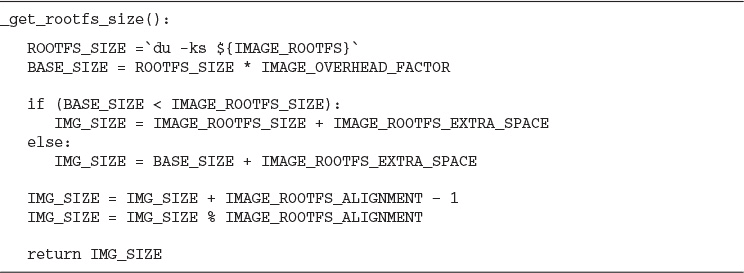 _get_rootfs_size():
ROOTFS_SIZE =`du -ks ${IMAGE_ROOTFS}`
BASE_SIZE = ROOTFS_SIZE * IMAGE_OVERHEAD_FACTOR
if (BASE_SIZE < IMAGE_ROOTFS_SIZE):
IMG_SIZE = IMAGE_ROOTFS_SIZE + IMAGE_ROOTFS_EXTRA_SPACE
else:
IMG_SIZE = BASE_SIZE + IMAGE_ROOTFS_EXTRA_SPACE
IMG_SIZE = IMG_SIZE + IMAGE_ROOTFS_ALIGNMENT − 1
IMG_SIZE = IMG_SIZE % IMAGE_ROOTFS_ALIGNMENT
return IMG_SIZE